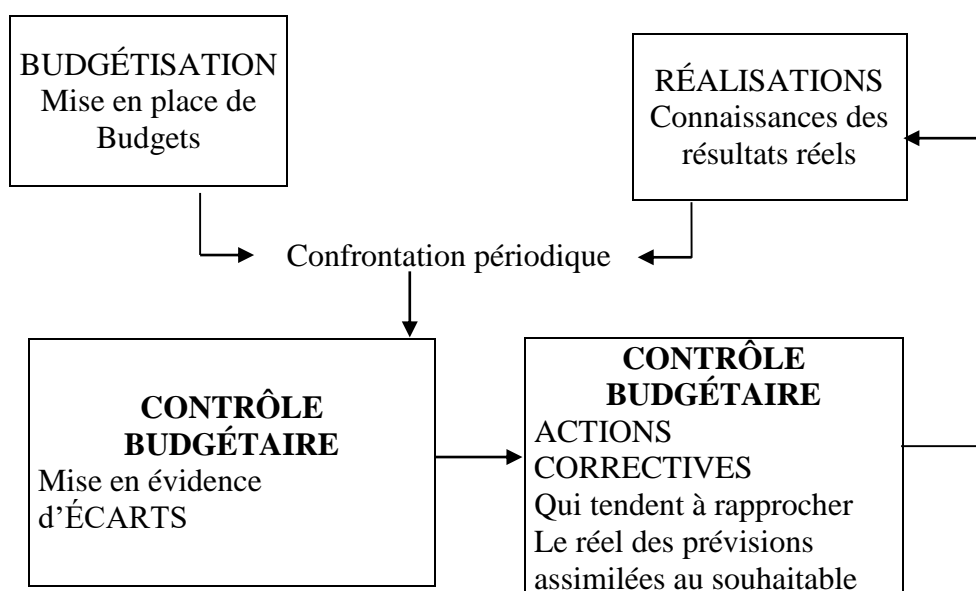 BUDGÉTISATION
Mise en place de
Budgets
RÉALISATIONS
Connaissances des
résultats réels
Confrontation périodique
CONTRÔLE
BUDGÉTAIRE
Mise en évidence
d'ÉCARTS
CONTRÔLE
BUDGÉTAIRE
ACTIONS
CORRECTIVES
Qui tendent à rapprocher
Le réel des prévisions
assimilées au souhaitable